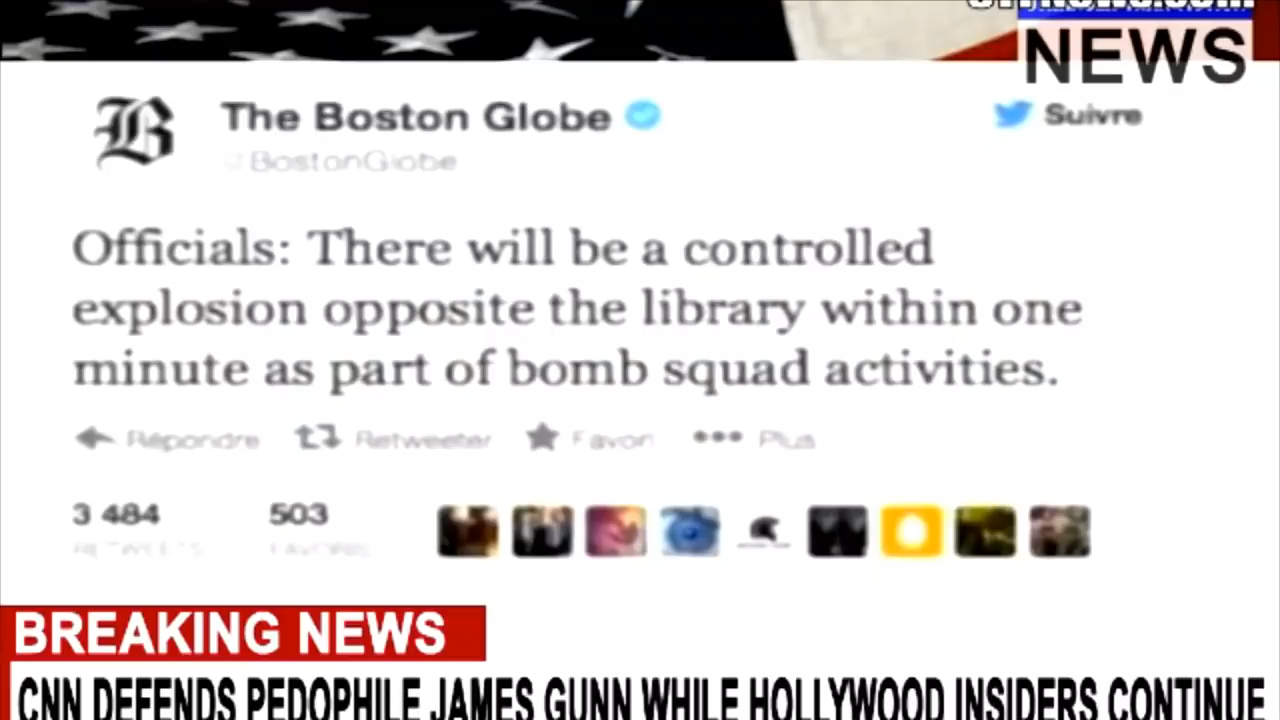 NEWS
The Boston Globe
@BostonGlobe
Suivre
Officials: There will be a controlled
explosion opposite the library within one
minute as part of bomb squad activities.
Répondre Retweeter Favori Plus
3 484 503
RETWEETS FAVORIS
BREAKING NEWS
CNN DEFENDS PEDOPHILE JAMES GUNN WHILE HOLLYWOOD INSIDERS CONTINUE